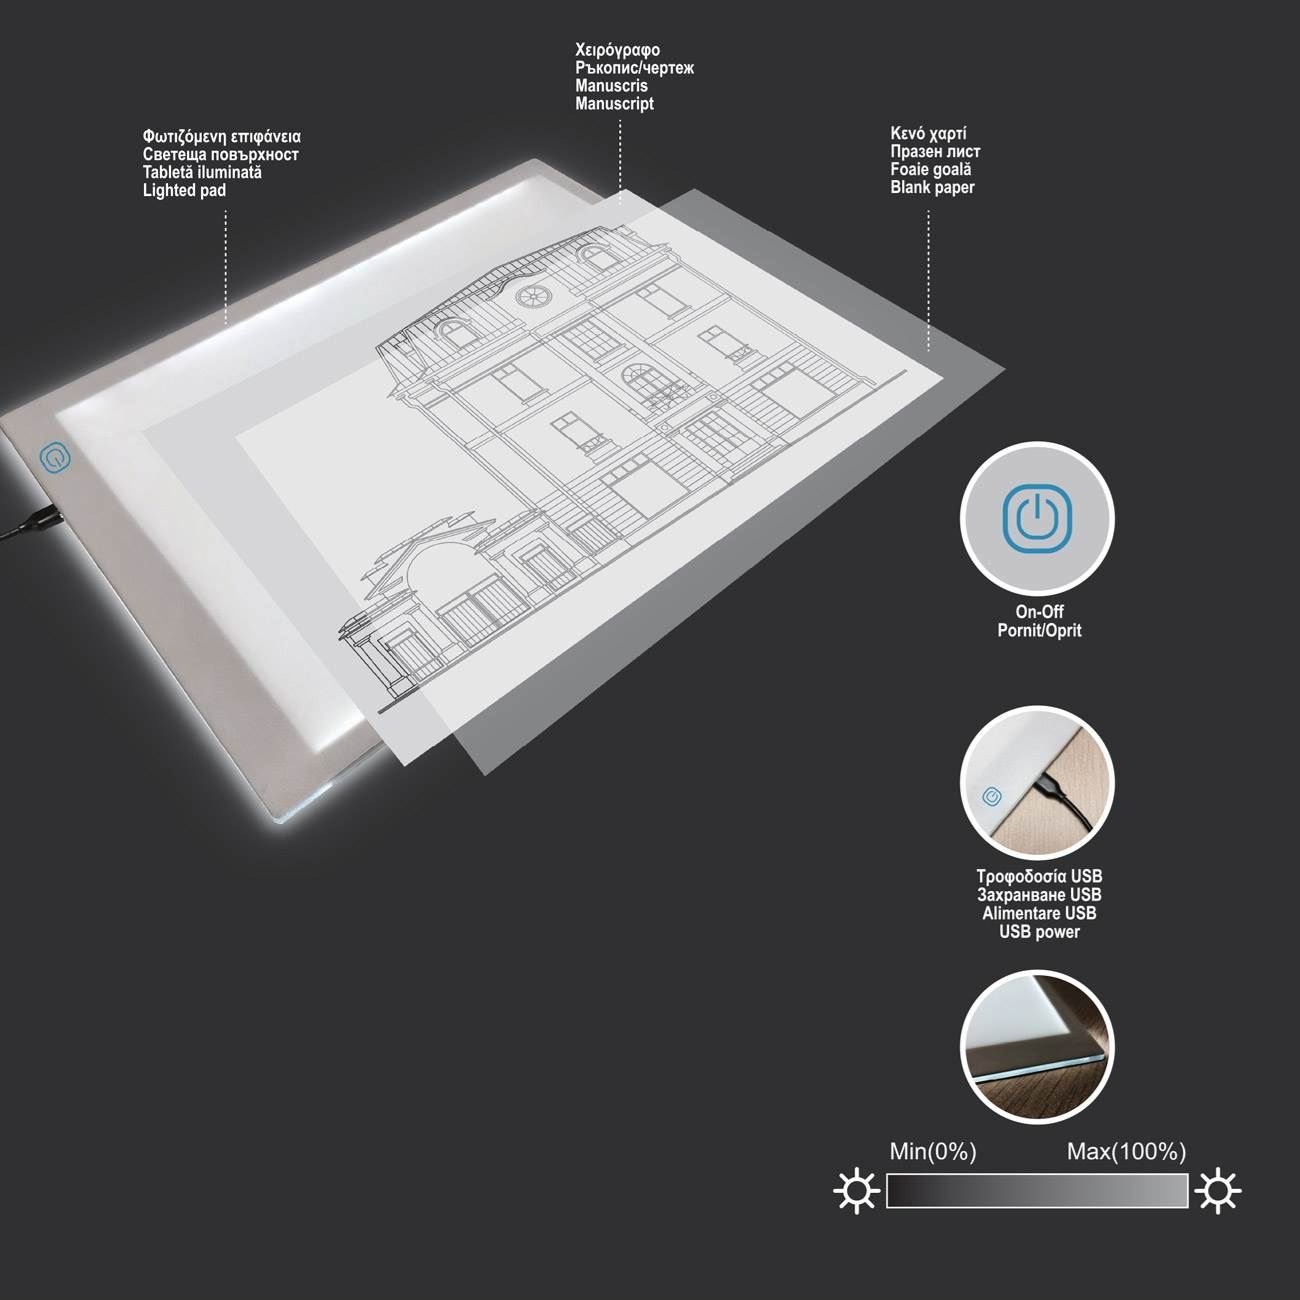 Χειρόγραφο
Ръкопис/чертеж
Manuscris
Manuscript
Φωτιζόμενη επιφάνεια
Светеща повърхност
Tabletă iluminată
Lighted pad
Κενό χαρτί
Празен лист
Foaie goală
Blank paper
On-Off
Pornit/Oprit
Τροφοδοσία USB
Захранване USB
Alimentare USB
USB power
Min(0%) Max(100%)